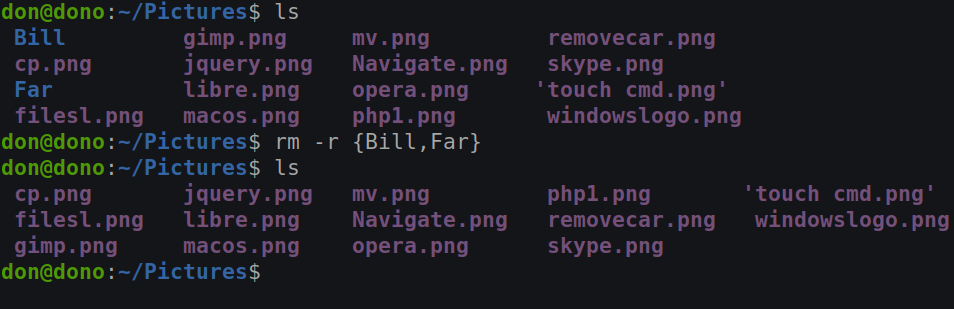 don@dono:~/Pictures$ ls
Bill gimp.png mv.png removecar.png
cp.png jquery.png Navigate.png skype.png
Far libre.png opera.png 'touch cmd.png'
filesl.png macos.png php1.png windowslogo.png
don@dono:~/Pictures$ rm -r {Bill,Far}
don@dono:~/Pictures$ ls
cp.png jquery.png mv.png php1.png 'touch cmd.png'
filesl.png libre.png Navigate.png removecar.png windowslogo.png
gimp.png macos.png opera.png skype.png
don@dono:~/Pictures$